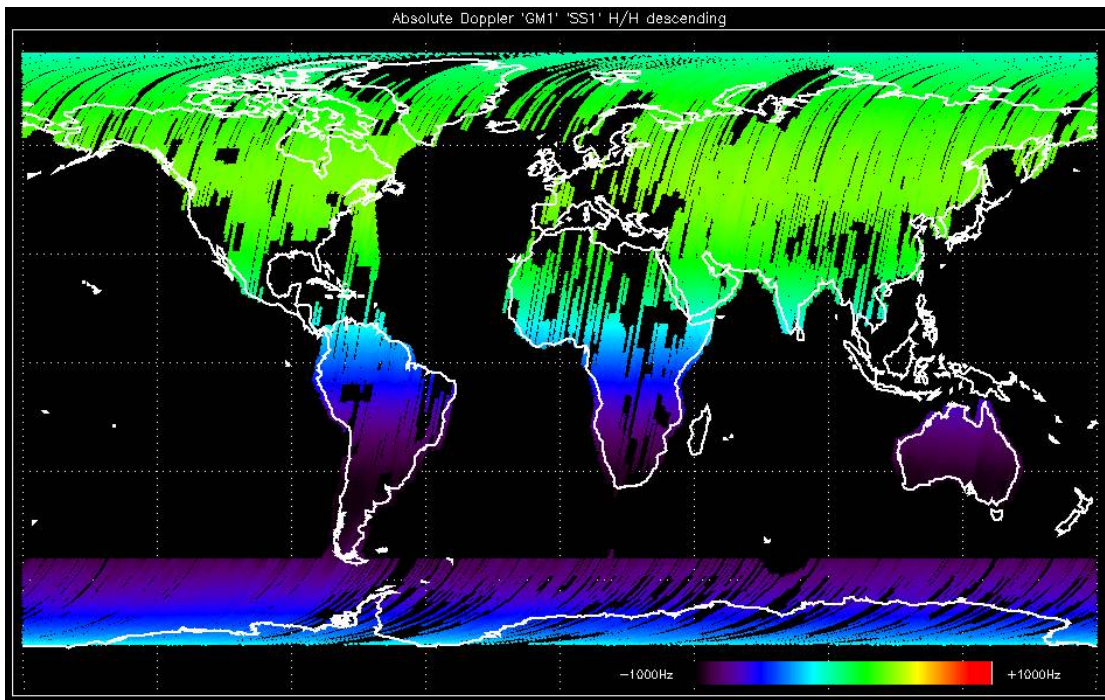 Absolute Doppler 'GM1' 'SS1' H/H descending
−1000Hz +1000Hz